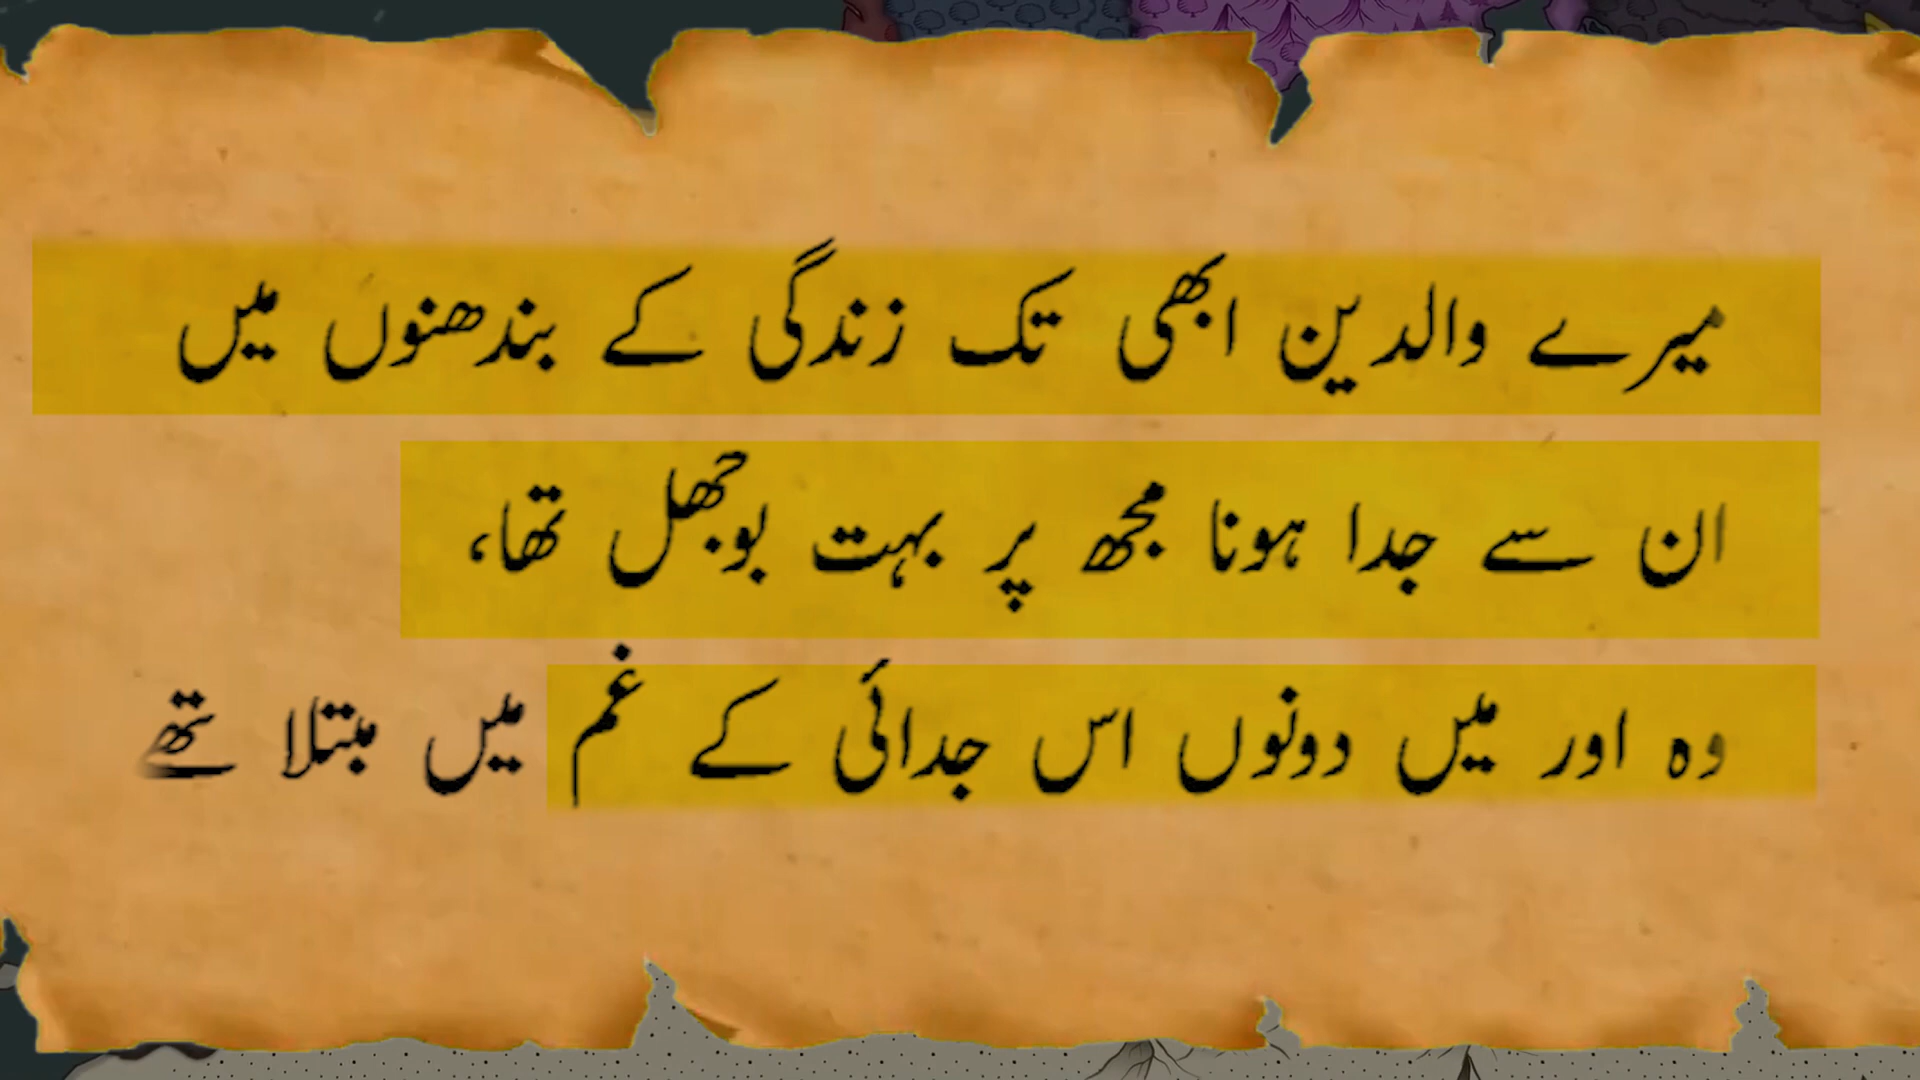 میرے والدین ابھی تک زندگی کے بندھنوں میں
ان سے جدا ہونا مجھ پر بہت بوجھل تھا،
وہ اور میں دونوں اس جدائی کے غم میں مبتلا تھے